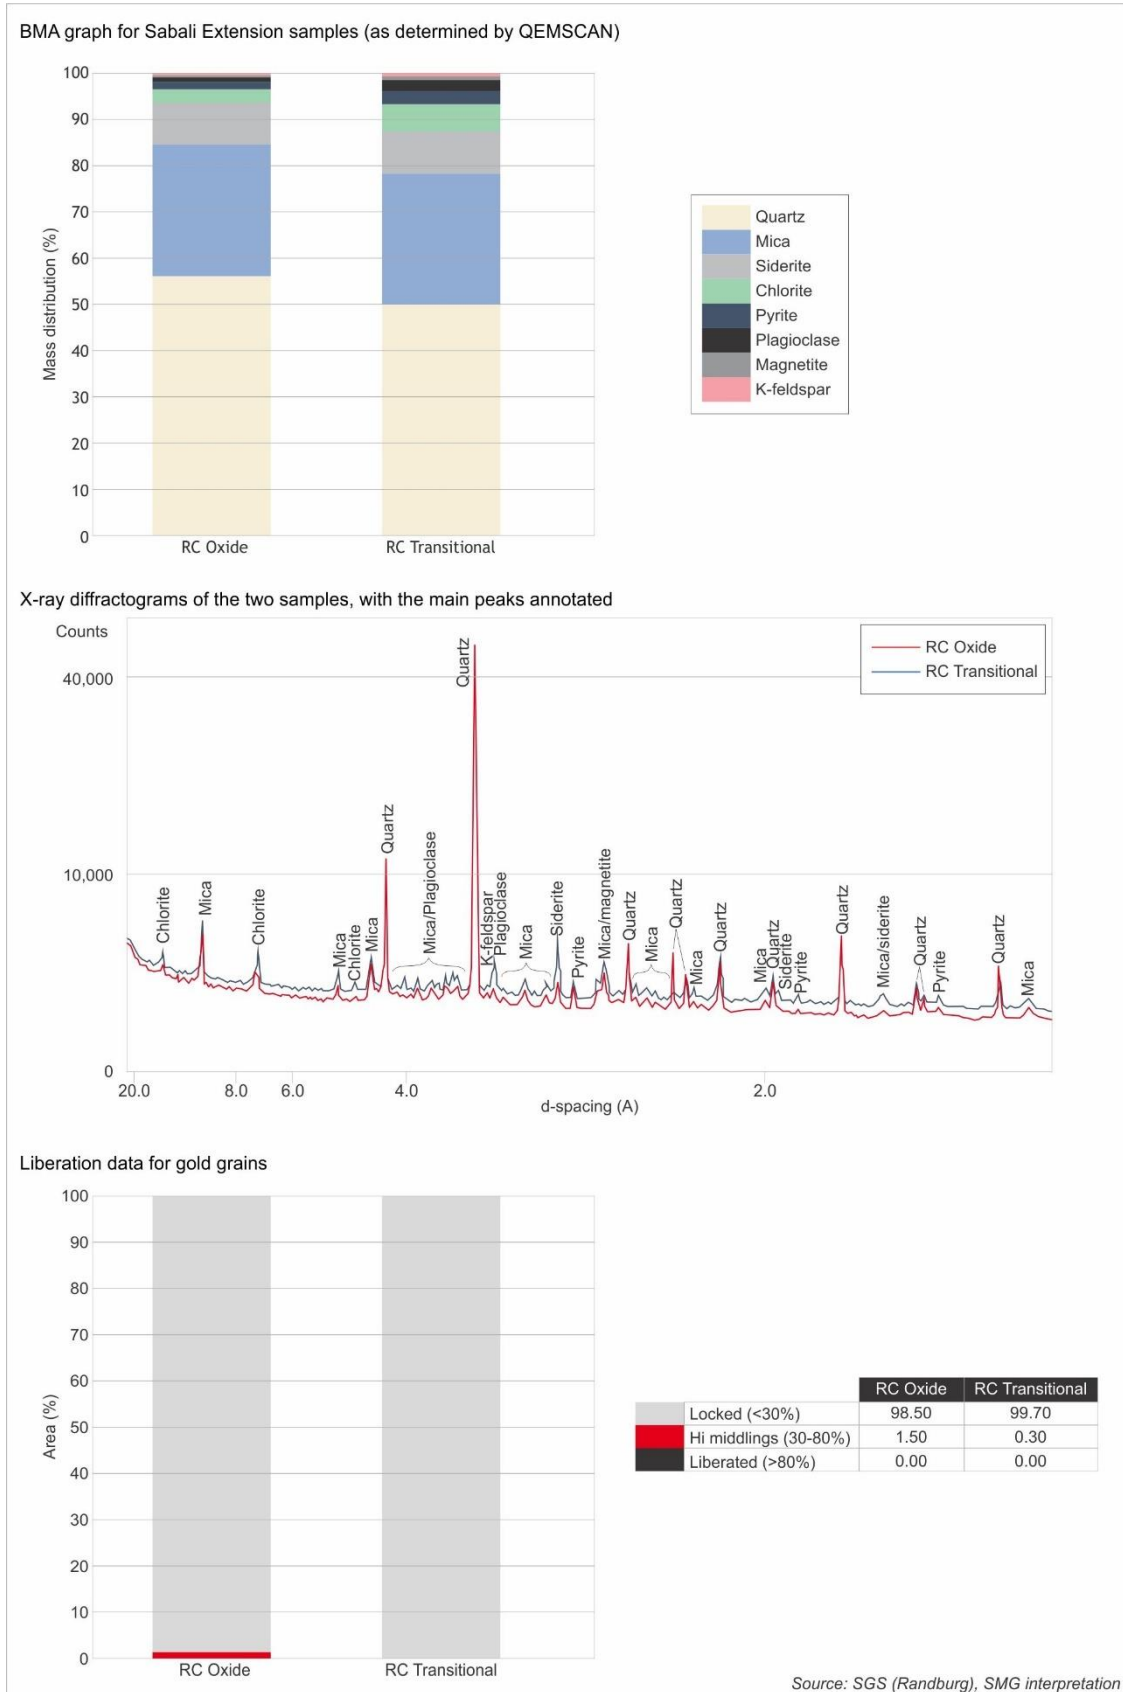 BMA graph for Sabali Extension samples (as determined by QEMSCAN)
100
90
80
70
60
50
40
30
20
10
0
Mass distribution (%)
RC Oxide
RC Transitional
Quartz
Mica
Siderite
Chlorite
Pyrite
Plagioclase
Magnetite
K-feldspar
X-ray diffractograms of the two samples, with the main peaks annotated
Counts
40,000
10,000
0
RC Oxide
RC Transitional
Chlorite
Mica
Chlorite
Mica
Chlorite
Mica
Quartz
Mica/Plagioclase
Quartz
K-feldspar
Plagioclase
Mica
Siderite
Pyrite
Mica/magnetite
Quartz
Mica
Quartz
Mica
Quartz
Mica
Quartz
Siderite
Pyrite
Quartz
Mica/siderite
Quartz
Pyrite
Quartz
Mica
20.0
8.0
6.0
4.0
2.0
d-spacing (A)
Liberation data for gold grains
100
90
80
70
60
50
40
30
20
10
0
Area (%)
RC Oxide
RC Transitional
RC Oxide RC Transitional
Locked (<30%) 98.50 99.70
Hi middlings (30-80%) 1.50 0.30
Liberated (>80%) 0.00 0.00
Source: SGS (Randburg), SMG interpretation